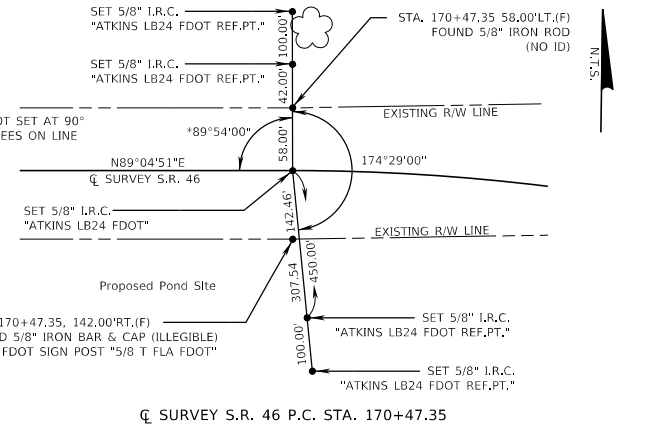 SET 5/8" I.R.C.
"ATKINS LB24 FDOT REF.PT."
100.00'
STA. 170+47.35 58.00'LT.(F)
FOUND 5/8" IRON ROD
(NO ID)
N.T.S.
SET 5/8" I.R.C.
"ATKINS LB24 FDOT REF.PT."
42.00'
OT SET AT 90°
EES ON LINE
EXISTING R/W LINE
*89°54'00"
58.00'
174°29'00"
N89°04'51"E
℄ SURVEY S.R. 46
SET 5/8" I.R.C.
"ATKINS LB24 FDOT"
142.46'
EXISTING R/W LINE
Proposed Pond SIte
307.54
450.00'
170+47.35, 142.00'RT.(F)
D 5/8" IRON BAR & CAP (ILLEGIBLE)
FDOT SIGN POST "5/8 T FLA FDOT"
SET 5/8" I.R.C.
"ATKINS LB24 FDOT REF.PT."
100.00'
SET 5/8" I.R.C.
"ATKINS LB24 FDOT REF.PT."
℄ SURVEY S.R. 46 P.C. STA. 170+47.35